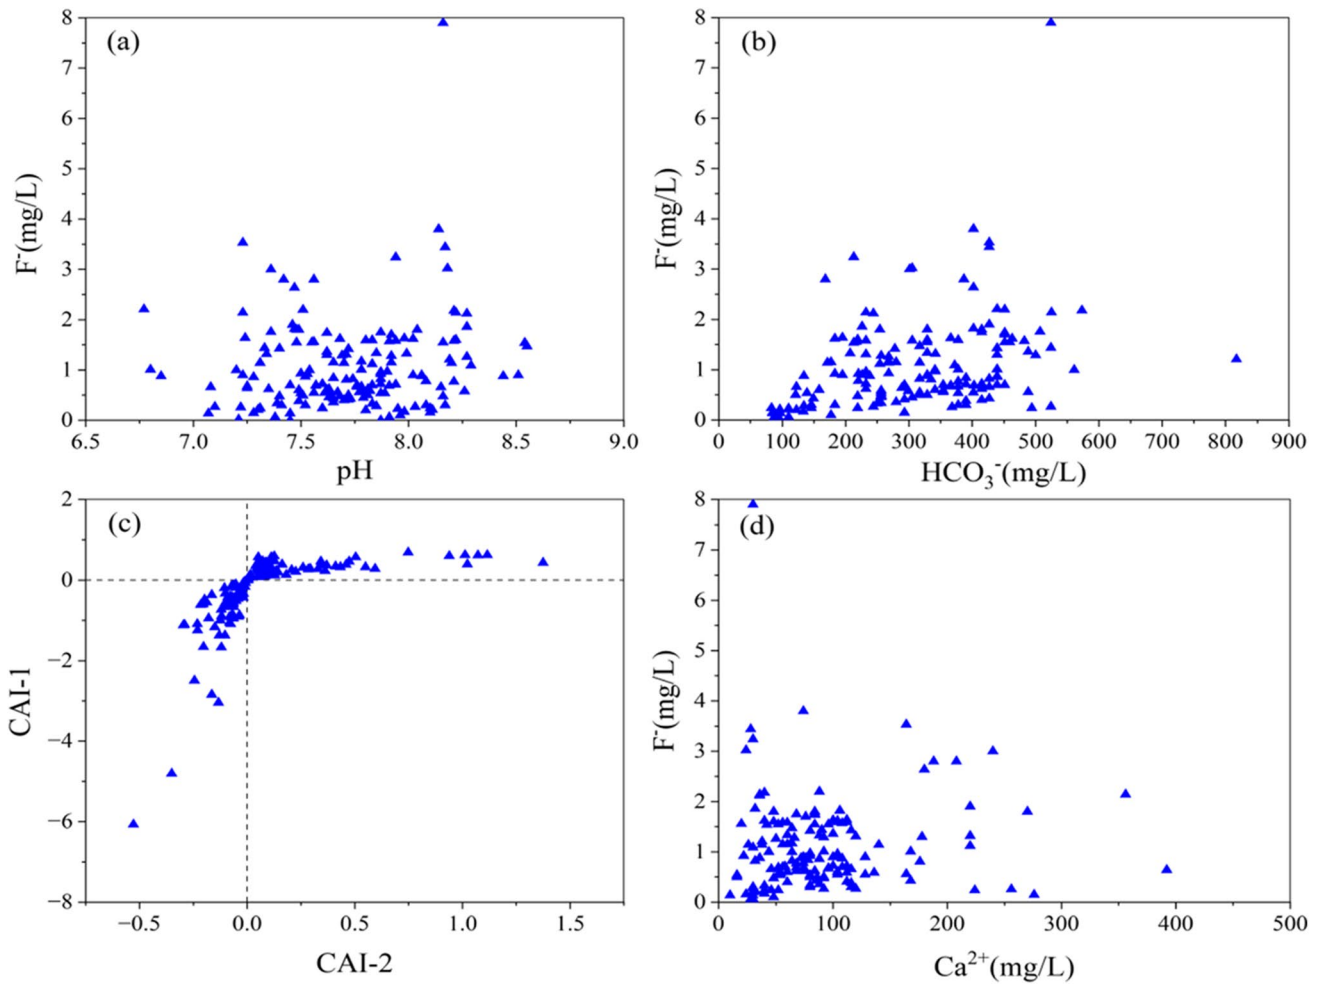 (a)
8
7
6
5
4
3
2
1
0
F⁻(mg/L)
6.5 7.0 7.5 8.0 8.5 9.0
pH
(b)
8
7
6
5
4
3
2
1
0
F⁻(mg/L)
0 100 200 300 400 500 600 700 800 900
HCO₃⁻(mg/L)
(c)
2
0
−2
−4
−6
−8
CAI-1
−0.5 0.0 0.5 1.0 1.5
CAI-2
(d)
8
7
6
5
4
3
2
1
0
F⁻(mg/L)
0 100 200 300 400 500
Ca²⁺(mg/L)